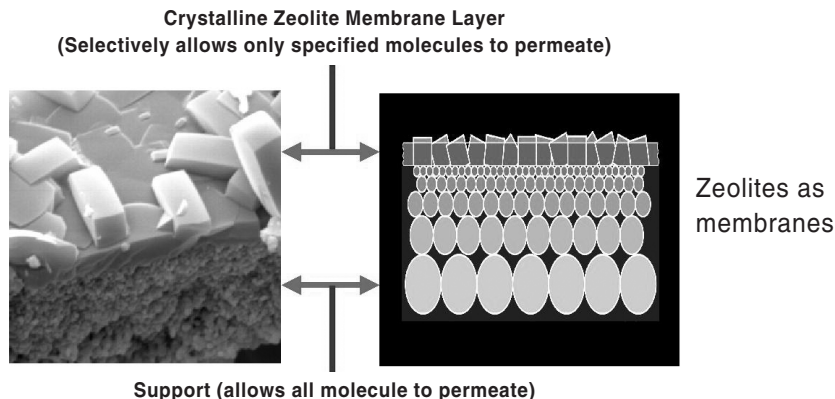 Crystalline Zeolite Membrane Layer
(Selectively allows only specified molecules to permeate)
Zeolites as
membranes
Support (allows all molecule to permeate)